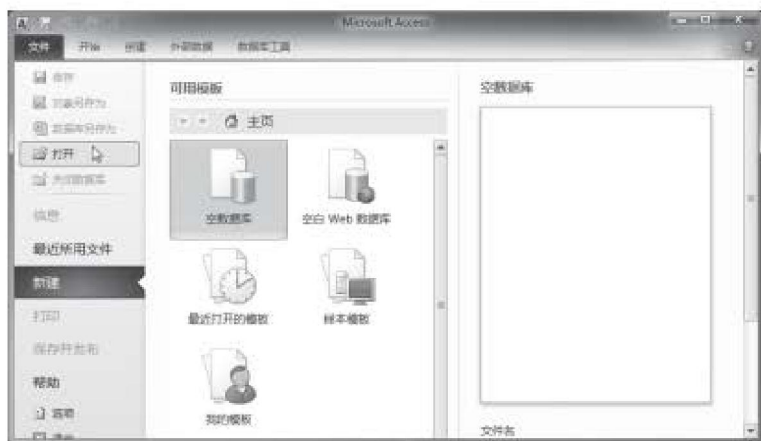 Microsoft Access
文件 开始 创建 外部数据 数据库工具
保存
对象另存为
数据库另存为
打开
关闭数据库
信息
最近所用文件
新建
打印
保存并发布
帮助
选项
可用模板
主页
空数据库
空白 Web 数据库
最近打开的模板
样本模板
我的模板
空数据库
文件名